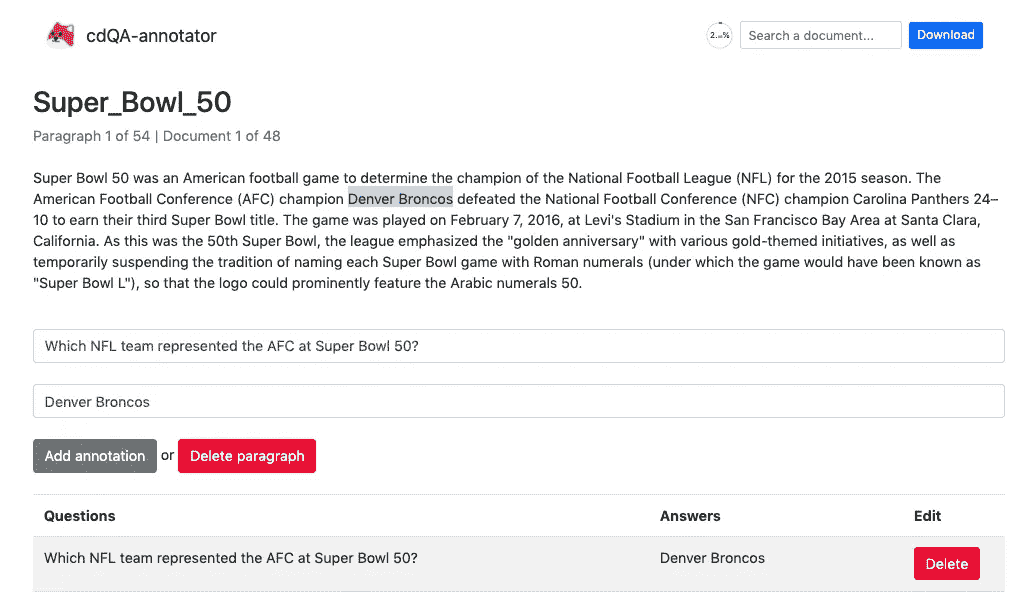 cdQA-annotator
Search a document...
Download
Super_Bowl_50
Paragraph 1 of 54 | Document 1 of 48
Super Bowl 50 was an American football game to determine the champion of the National Football League (NFL) for the 2015 season. The
American Football Conference (AFC) champion Denver Broncos defeated the National Football Conference (NFC) champion Carolina Panthers 24–
10 to earn their third Super Bowl title. The game was played on February 7, 2016, at Levi's Stadium in the San Francisco Bay Area at Santa Clara,
California. As this was the 50th Super Bowl, the league emphasized the "golden anniversary" with various gold-themed initiatives, as well as
temporarily suspending the tradition of naming each Super Bowl game with Roman numerals (under which the game would have been known as
"Super Bowl L"), so that the logo could prominently feature the Arabic numerals 50.
Which NFL team represented the AFC at Super Bowl 50?
Denver Broncos
Add annotation or Delete paragraph
Questions Answers Edit
Which NFL team represented the AFC at Super Bowl 50? Denver Broncos Delete